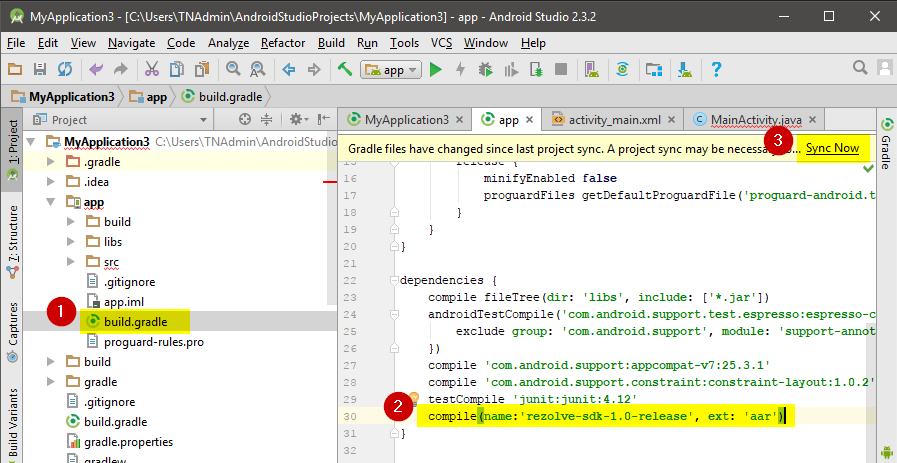 MyApplication3 - [C:\Users\TNAdmin\AndroidStudioProjects\MyApplication3] - app - Android Studio 2.3.2
File Edit View Navigate Code Analyze Refactor Build Run Tools VCS Window Help
app
MyApplication3 app build.gradle
Project
MyApplication3 app activity_main.xml MainActivity.java
1: Project
7: Structure
Captures
Build Variants
MyApplication3 C:\Users\TNAdmin\AndroidStudio
.gradle
.idea
app
build
libs
src
.gitignore
app.iml
1
build.gradle
proguard-rules.pro
build
gradle
.gitignore
build.gradle
gradle.properties
gradlew
Gradle files have changed since last project sync. A project sync may be necessary ... Sync Now
3
15 release {
16 minifyEnabled false
17 proguardFiles getDefaultProguardFile('proguard-android.t
18 }
19 }
20 }
21
22 dependencies {
23 compile fileTree(dir: 'libs', include: ['*.jar'])
24 androidTestCompile('com.android.support.test.espresso:espresso-c
25 exclude group: 'com.android.support', module: 'support-annot
26 })
27 compile 'com.android.support:appcompat-v7:25.3.1'
28 compile 'com.android.support.constraint:constraint-layout:1.0.2'
29 testCompile 'junit:junit:4.12'
2
30 compile(name:'rezolve-sdk-1.0-release', ext: 'aar')
31 }
Gradle